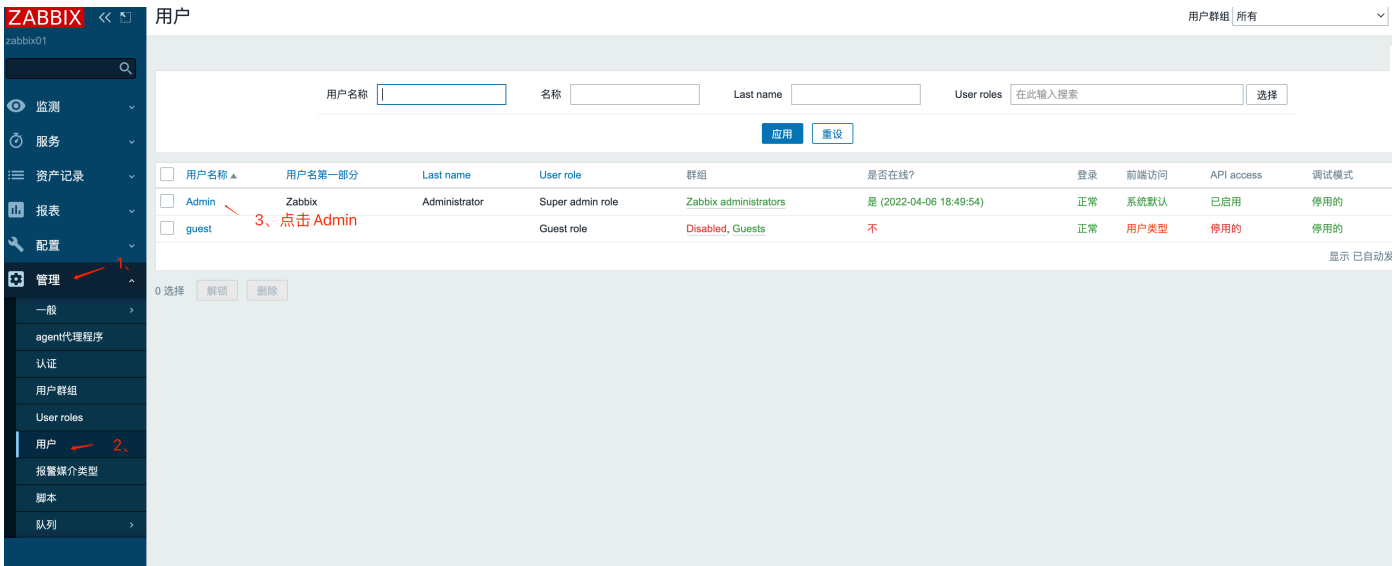 ZABBIX
用户
用户群组 所有
zabbix01
用户名称 名称 Last name User roles 在此输入搜索 选择
应用 重设
监测
服务
资产记录
报表
配置
管理
一般
agent代理程序
认证
用户群组
User roles
用户
报警媒介类型
脚本
队列
1、
2、
用户名称 用户名第一部分 Last name User role 群组 是否在线? 登录 前端访问 API access 调试模式
Admin Zabbix Administrator Super admin role Zabbix administrators 是 (2022-04-06 18:49:54) 正常 系统默认 已启用 停用的
3、点击 Admin
guest Guest role Disabled, Guests 不 正常 用户类型 停用的 停用的
显示 已自动发
0 选择 解锁 删除